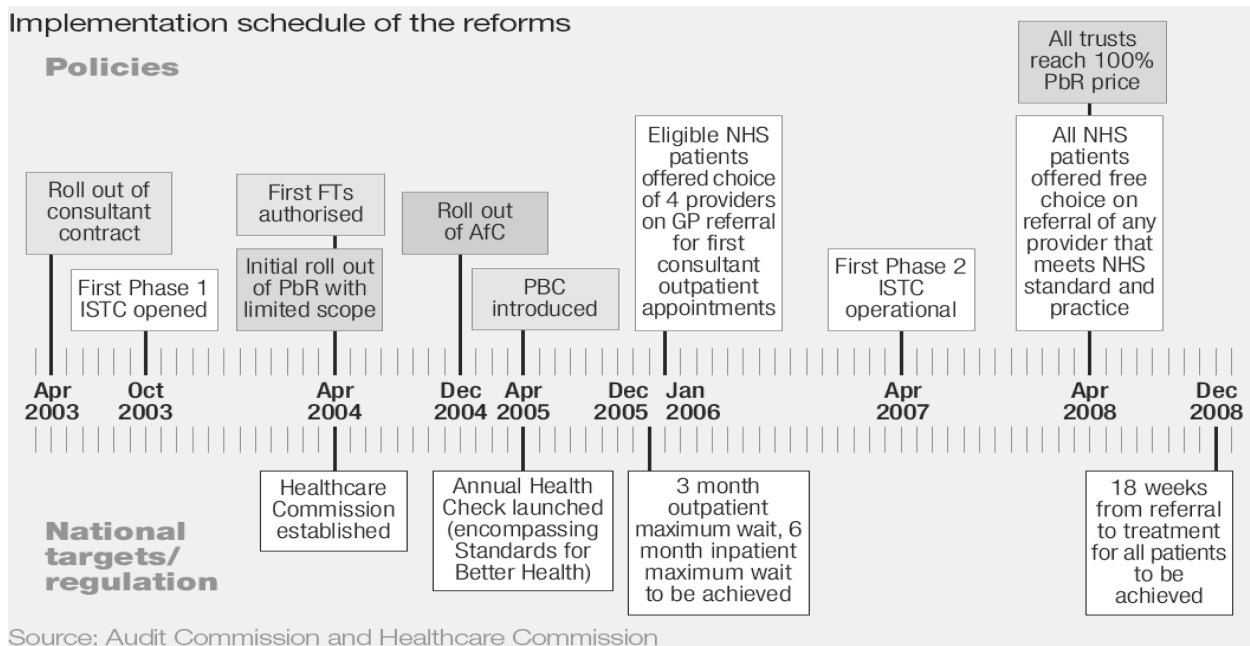 Implementation schedule of the reforms
Policies
All trusts
reach 100%
PbR price
Roll out of
consultant
contract
First Phase 1
ISTC opened
First FTs
authorised
Initial roll out
of PbR with
limited scope
Roll out
of AfC
PBC
introduced
Eligible NHS
patients
offered choice
of 4 providers
on GP referral
for first
consultant
outpatient
appointments
First Phase 2
ISTC
operational
All NHS
patients
offered free
choice on
referral of any
provider that
meets NHS
standard and
practice
Apr
2003
Oct
2003
Apr
2004
Dec
2004
Apr
2005
Dec
2005
Jan
2006
Apr
2007
Apr
2008
Dec
2008
National
targets/
regulation
Healthcare
Commission
established
Annual Health
Check launched
(encompassing
Standards for
Better Health)
3 month
outpatient
maximum wait, 6
month inpatient
maximum wait
to be achieved
18 weeks
from referral
to treatment
for all patients
to be
achieved
Source: Audit Commission and Healthcare Commission